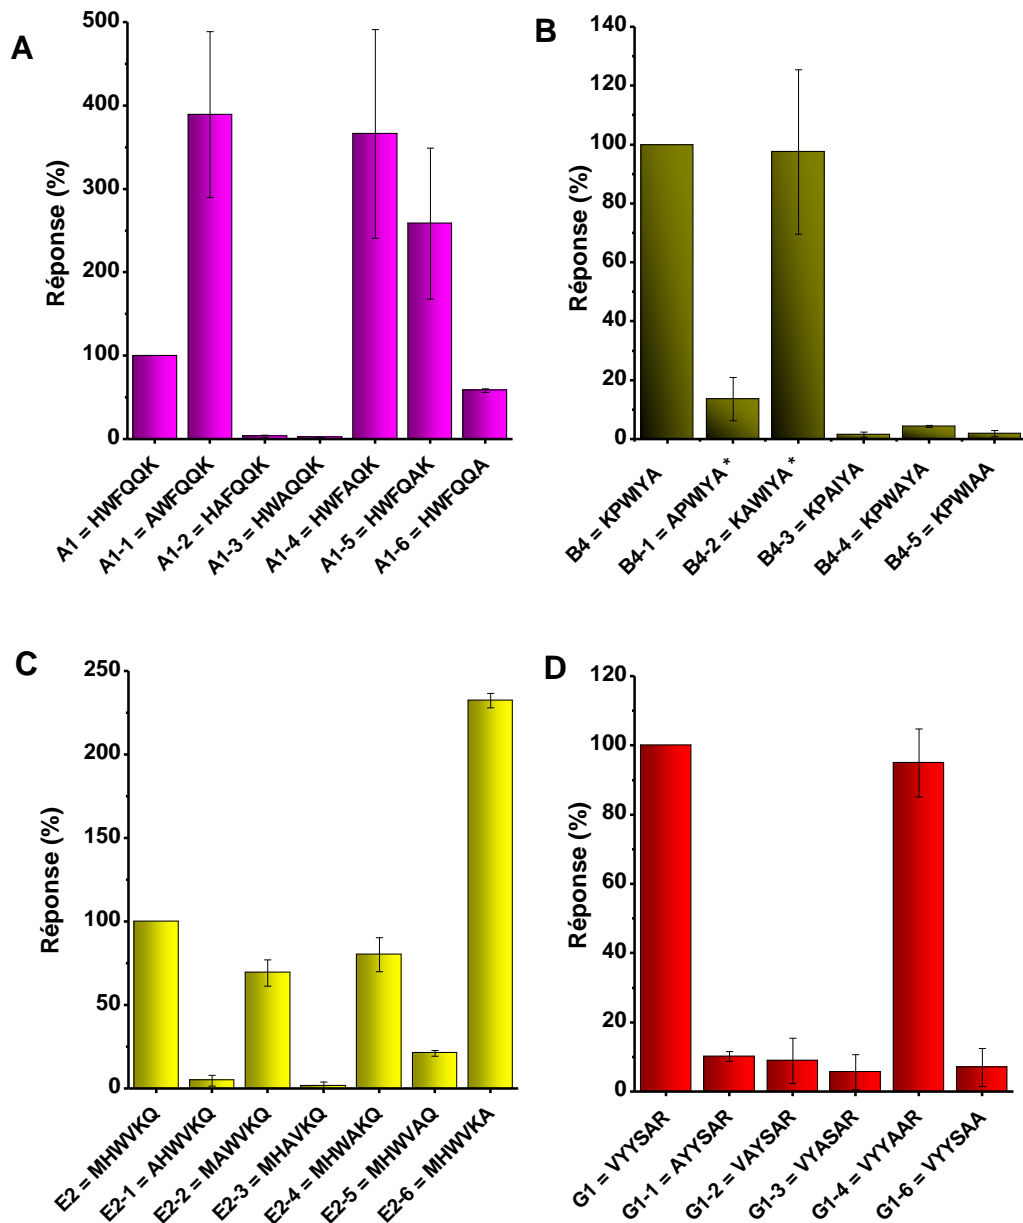 A
Réponse (%)
500
400
300
200
100
0
A1 = HWFQQK
A1-1 = AWFQQK
A1-2 = HAFQQK
A1-3 = HWAQQK
A1-4 = HWFAQK
A1-5 = HWFQAK
A1-6 = HWFQQA
B
Réponse (%)
140
120
100
80
60
40
20
0
B4 = KPWIYA
B4-1 = APWIYA*
B4-2 = KAWIYA*
B4-3 = KPAIYA
B4-4 = KPWAYA
B4-5 = KPWIAA
C
Réponse (%)
250
200
150
100
50
0
E2 = MHWVKQ
E2-1 = AHWVKQ
E2-2 = MAWVKQ
E2-3 = MHAVKQ
E2-4 = MHWAKQ
E2-5 = MHWVAQ
E2-6 = MHWVKA
D
Réponse (%)
120
100
80
60
40
20
0
G1 = VYYSAR
G1-1 = AYYSAR
G1-2 = VAYSAR
G1-3 = VYASAR
G1-4 = VYYAAR
G1-6 = VYYSAA